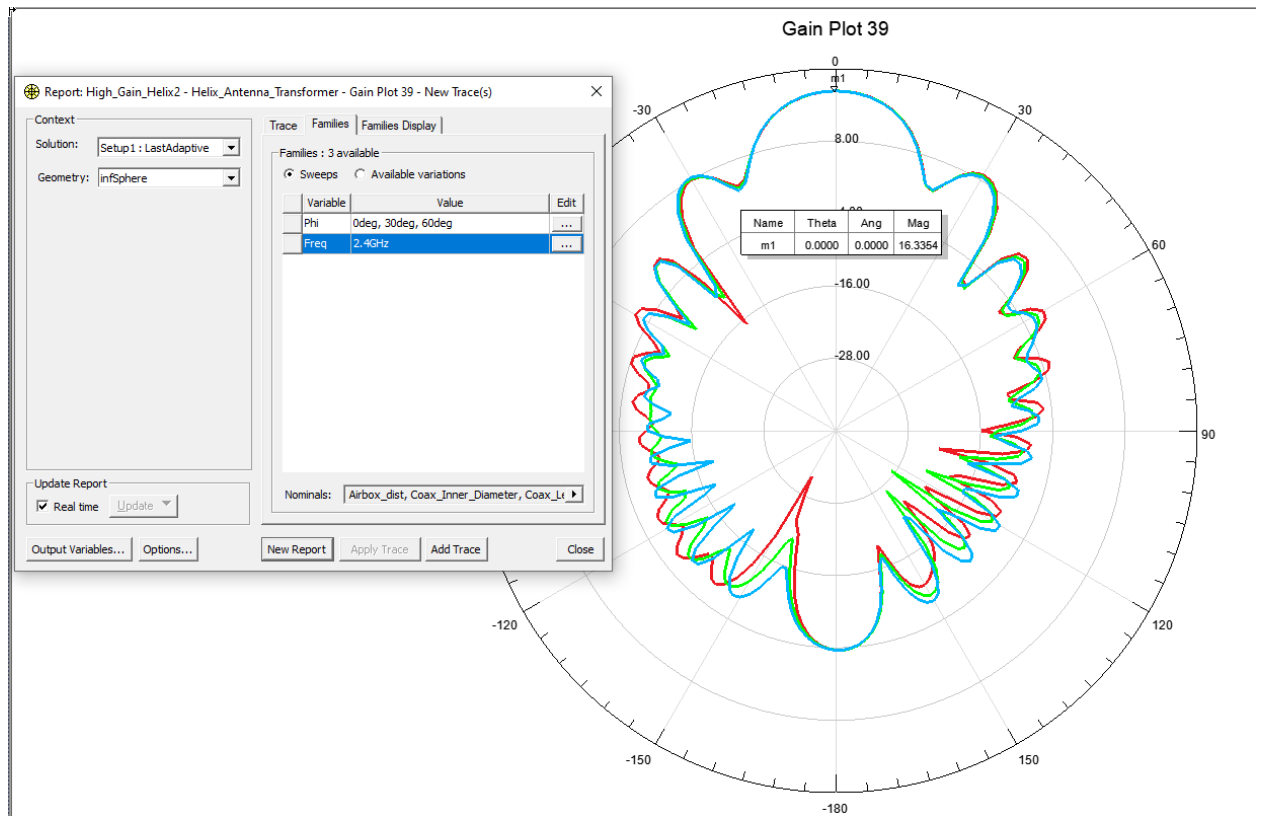 Gain Plot 39
Report: High_Gain_Helix2 - Helix_Antenna_Transformer - Gain Plot 39 - New Trace(s)
Context
Solution: Setup1 : LastAdaptive
Geometry: infSphere
Trace Families Families Display
Families : 3 available
Sweeps Available variations
Variable Value Edit
Phi 0deg, 30deg, 60deg ...
Freq 2.4GHz ...
Nominals: Airbox_dist, Coax_Inner_Diameter, Coax_Le
Update Report
Real time Update
Output Variables... Options... New Report Apply Trace Add Trace Close
0
m1
-30
30
8.00
Name Theta Ang Mag
m1 0.0000 0.0000 16.3354
60
-16.00
-28.00
90
-120
120
-150
150
-180